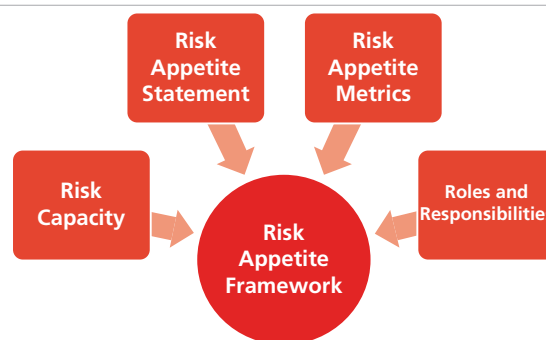 Risk
Appetite
Statement
Risk
Appetite
Metrics
Risk
Capacity
Roles and
Responsibilitie
Risk
Appetite
Framework